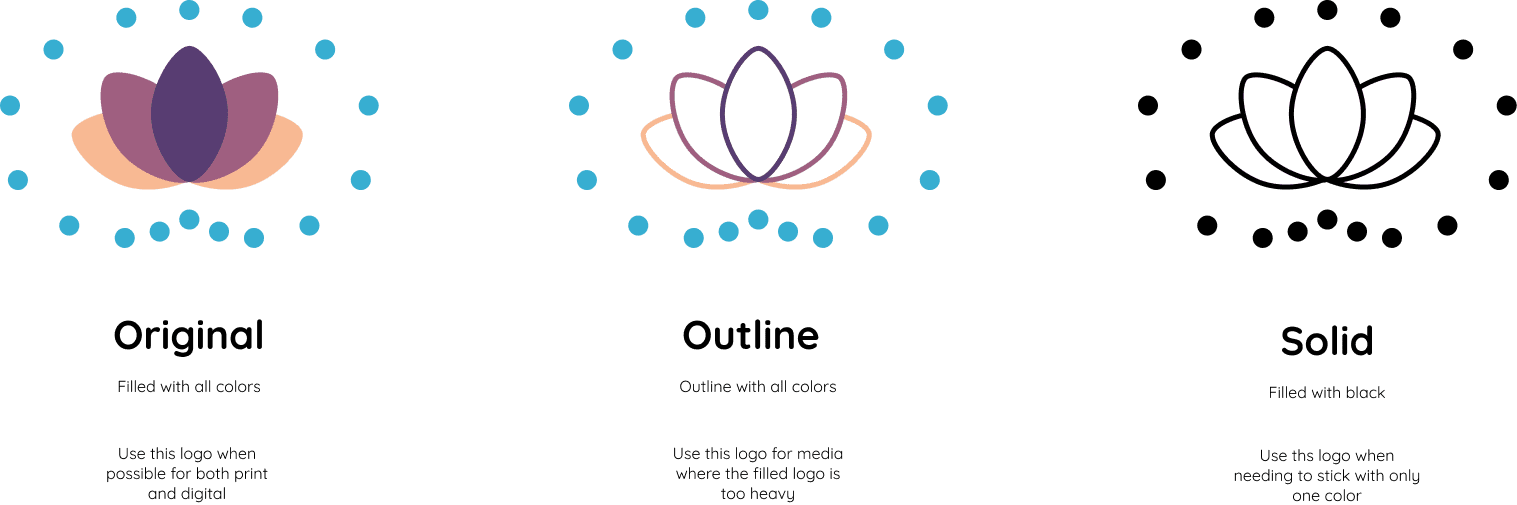 Original
Filled with all colors
Use this logo when
possible for both print
and digital
Outline
Outline with all colors
Use this logo for media
where the filled logo is
too heavy
Solid
Filled with black
Use ths logo when
needing to stick with only
one color